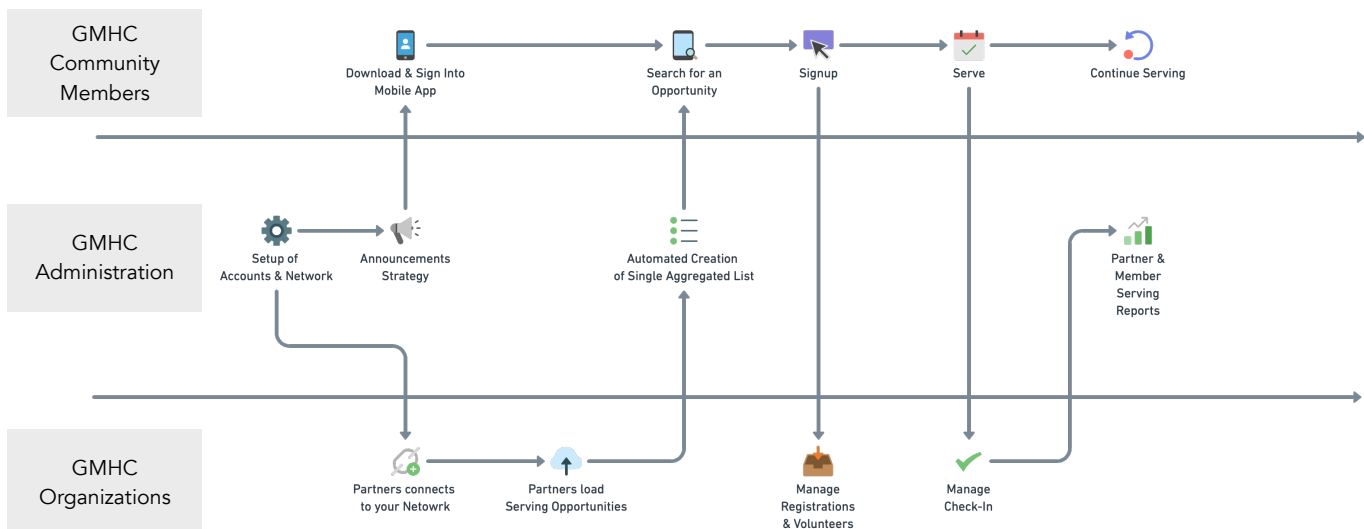 GMHC
Community
Members
Download & Sign Into
Mobile App
Search for an
Opportunity
Signup
Serve
Continue Serving
GMHC
Administration
Setup of
Accounts & Network
Announcements
Strategy
Automated Creation
of Single Aggregated List
Partner &
Member
Serving
Reports
GMHC
Organizations
Partners connects
to your Netowrk
Partners load
Serving Opportunities
Manage
Registrations
& Volunteers
Manage
Check-In